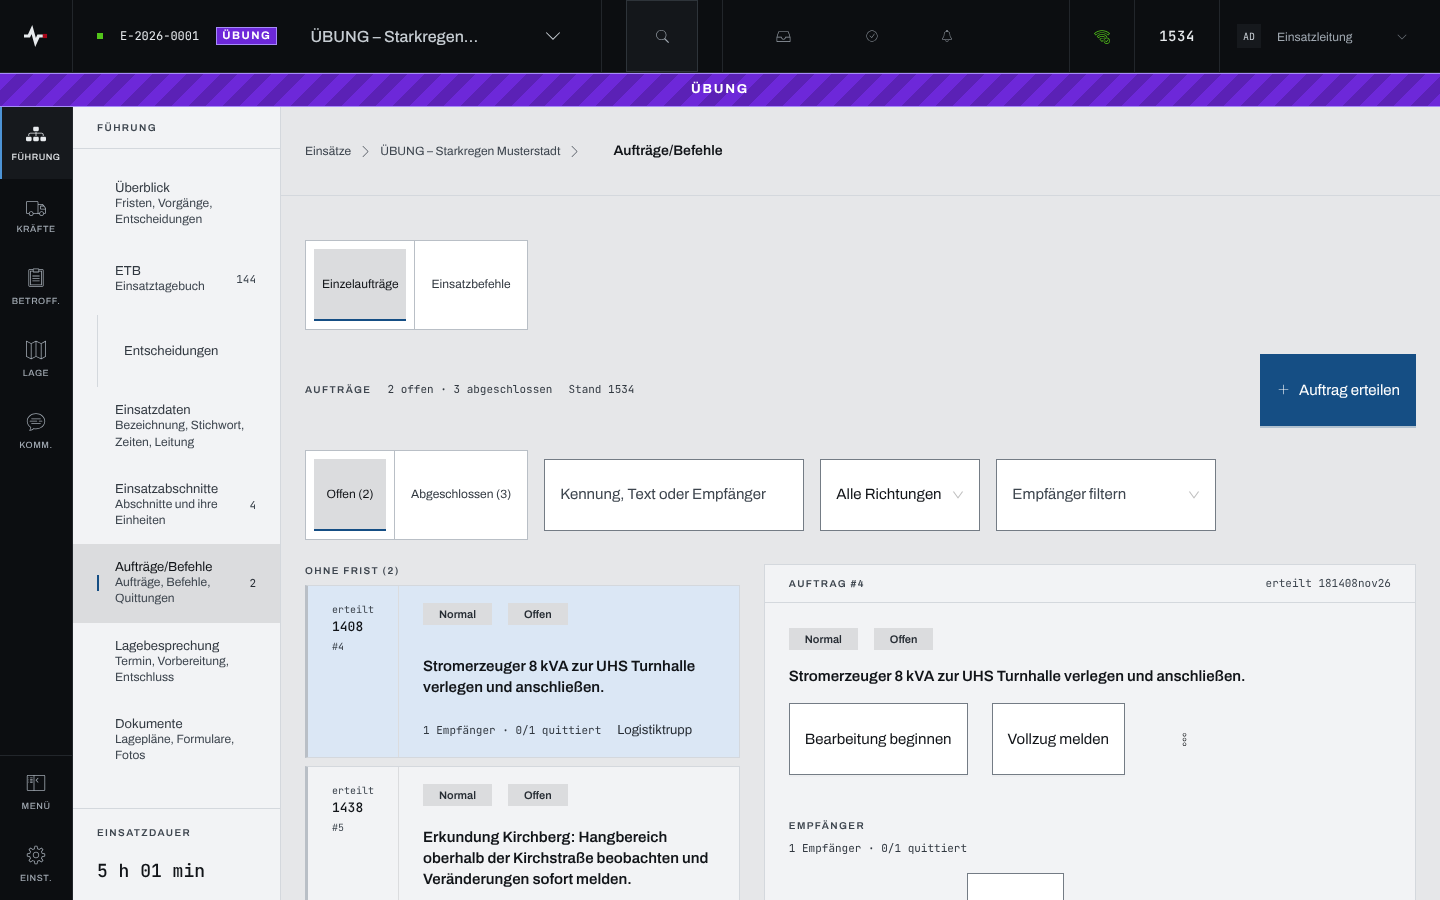 E-2026-0001 ÜBUNG ÜBUNG – Starkregen... 1534 AD Einsatzleitung
ÜBUNG
FÜHRUNG
KRÄFTE
BETROFF.
LAGE
KOMM.
MENÜ
EINST.
FÜHRUNG
Überblick
Fristen, Vorgänge,
Entscheidungen
ETB
Einsatztagebuch
144
Entscheidungen
Einsatzdaten
Bezeichnung, Stichwort,
Zeiten, Leitung
Einsatzabschnitte
Abschnitte und ihre
Einheiten
4
Aufträge/Befehle
Aufträge, Befehle,
Quittungen
2
Lagebesprechung
Termin, Vorbereitung,
Entschluss
Dokumente
Lagepläne, Formulare,
Fotos
EINSATZDAUER
5 h 01 min
Einsätze ÜBUNG – Starkregen Musterstadt Aufträge/Befehle
Einzelaufträge Einsatzbefehle
AUFTRÄGE 2 offen · 3 abgeschlossen Stand 1534
+ Auftrag erteilen
Offen (2) Abgeschlossen (3) Kennung, Text oder Empfänger Alle Richtungen Empfänger filtern
OHNE FRIST (2)
erteilt
1408
#4
Normal Offen
Stromerzeuger 8 kVA zur UHS Turnhalle
verlegen und anschließen.
1 Empfänger · 0/1 quittiert Logistiktrupp
erteilt
1438
#5
Normal Offen
Erkundung Kirchberg: Hangbereich
oberhalb der Kirchstraße beobachten und
Veränderungen sofort melden.
AUFTRAG #4 erteilt 181408nov26
Normal Offen
Stromerzeuger 8 kVA zur UHS Turnhalle verlegen und anschließen.
Bearbeitung beginnen Vollzug melden
EMPFÄNGER
1 Empfänger · 0/1 quittiert